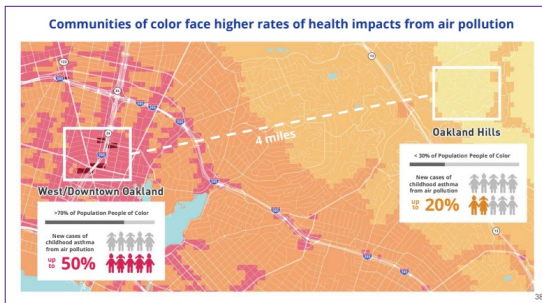 Communities of color face higher rates of health impacts from air pollution
4 miles
Oakland Hills
< 30% of Population People of Color
New cases of
childhood asthma
from air pollution
up to 20%
West/Downtown Oakland
>70% of Population People of Color
New cases of
childhood asthma
from air pollution
up to 50%
38